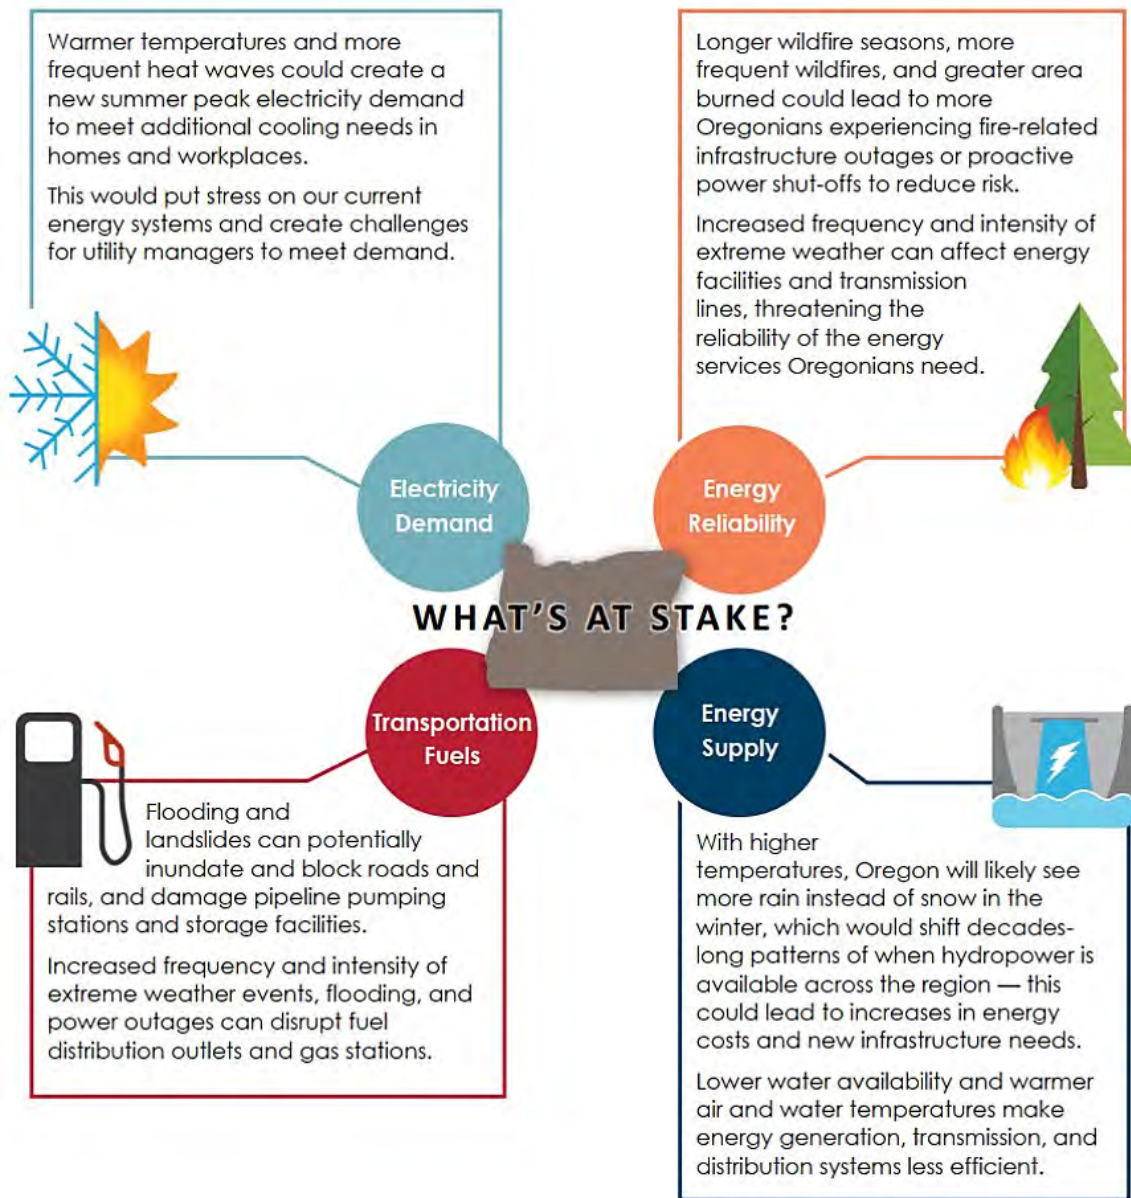 Warmer temperatures and more
frequent heat waves could create a
new summer peak electricity demand
to meet additional cooling needs in
homes and workplaces.
This would put stress on our current
energy systems and create challenges
for utility managers to meet demand.
Longer wildfire seasons, more
frequent wildfires, and greater area
burned could lead to more
Oregonians experiencing fire-related
infrastructure outages or proactive
power shut-offs to reduce risk.
Increased frequency and intensity of
extreme weather can affect energy
facilities and transmission
lines, threatening the
reliability of the energy
services Oregonians need.
Electricity
Demand
Energy
Reliability
WHAT'S AT STAKE?
Transportation
Fuels
Energy
Supply
Flooding and
landslides can potentially
inundate and block roads and
rails, and damage pipeline pumping
stations and storage facilities.
Increased frequency and intensity of
extreme weather events, flooding, and
power outages can disrupt fuel
distribution outlets and gas stations.
With higher
temperatures, Oregon will likely see
more rain instead of snow in the
winter, which would shift decades-
long patterns of when hydropower is
available across the region — this
could lead to increases in energy
costs and new infrastructure needs.
Lower water availability and warmer
air and water temperatures make
energy generation, transmission, and
distribution systems less efficient.